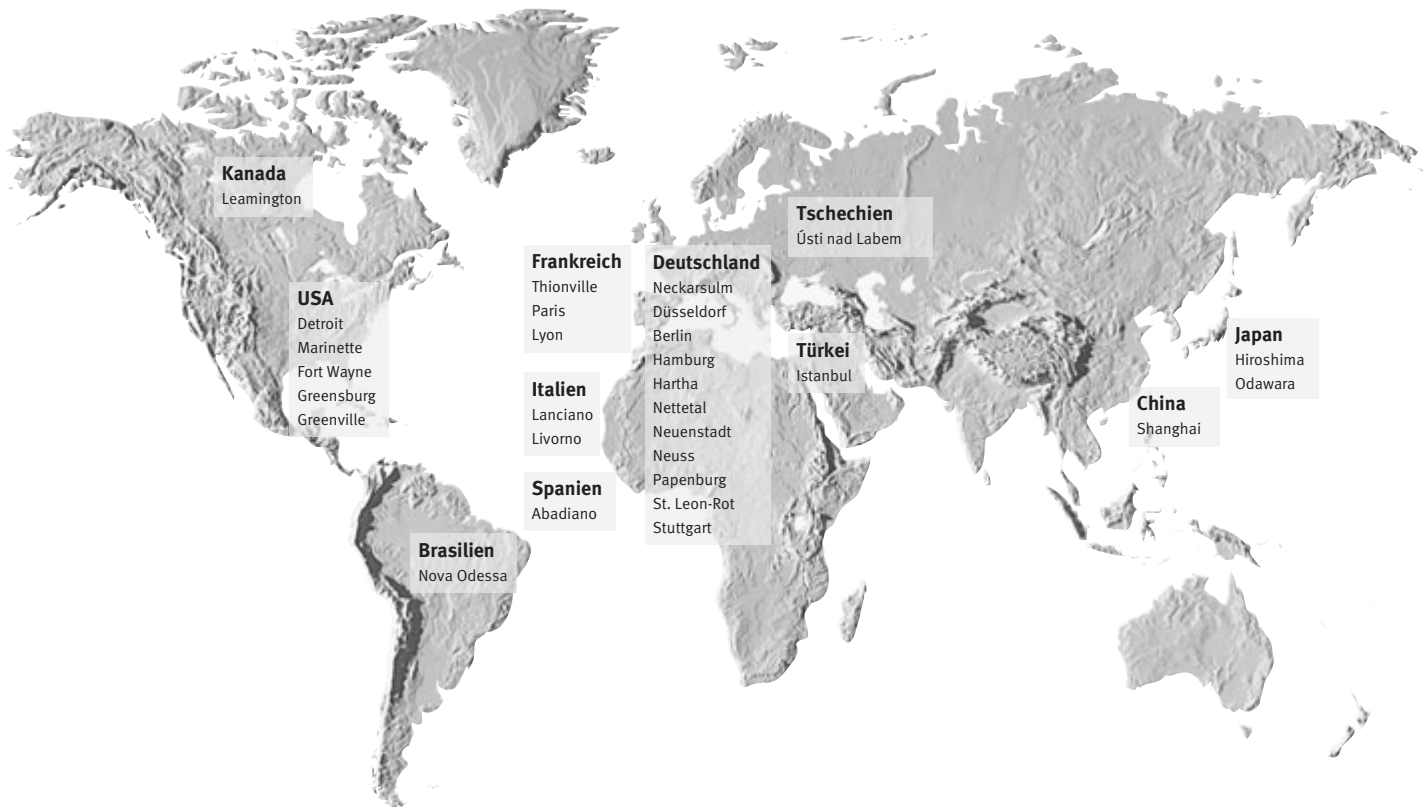 Kanada
Leamington
USA
Detroit
Marinette
Fort Wayne
Greensburg
Greenville
Brasilien
Nova Odessa
Frankreich
Thionville
Paris
Lyon
Italien
Lanciano
Livorno
Spanien
Abadiano
Deutschland
Neckarsulm
Düsseldorf
Berlin
Hamburg
Hartha
Nettetal
Neuenstadt
Neuss
Papenburg
St. Leon-Rot
Stuttgart
Tschechien
Ústi nad Labem
Türkei
Istanbul
China
Shanghai
Japan
Hiroshima
Odawara